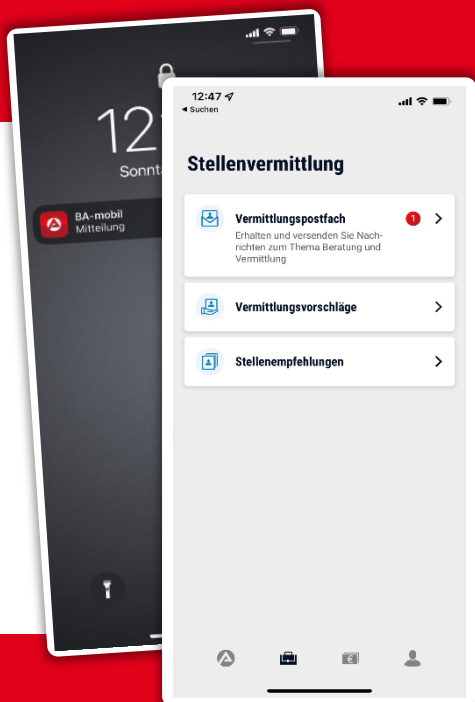 12
Sonnt
BA-mobil
Mitteilung
12:47
◄ Suchen
Stellenvermittlung
Vermittlungspostfach
1
Erhalten und versenden Sie Nach-
richten zum Thema Beratung und
Vermittlung
Vermittlungsvorschläge
Stellenempfehlungen